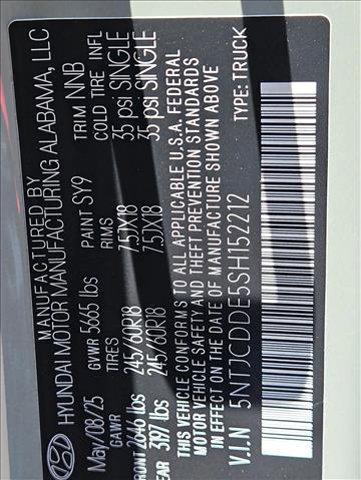 MANUFACTURED BY
HYUNDAI MOTOR MANUFACTURING ALABAMA, LLC
May/08/25 GVWR 5665 lbs PAINT SY9 TRIM NNB
GAWR TIRES RIMS COLD TIRE INFL
FRONT 2646 lbs 245/60R18 7.5JX18 35 psi SINGLE
REAR 3197 lbs 245/60R18 7.5JX18 35 psi SINGLE
THIS VEHICLE CONFORMS TO ALL APPLICABLE U.S.A. FEDERAL
MOTOR VEHICLE SAFETY AND THEFT PREVENTION STANDARDS
IN EFFECT ON THE DATE OF MANUFACTURE SHOWN ABOVE
V.I.N 5NTJCDDE5SH152212 TYPE: TRUCK